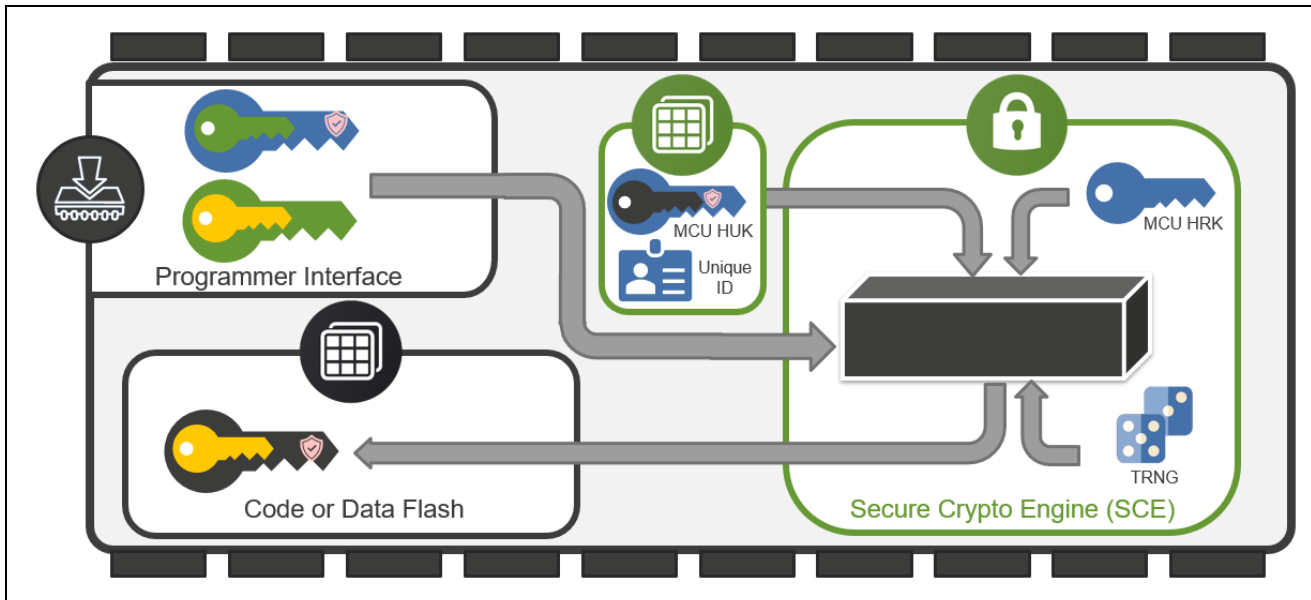 Programmer Interface
MCU HUK
Unique
ID
MCU HRK
TRNG
Code or Data Flash
Secure Crypto Engine (SCE)